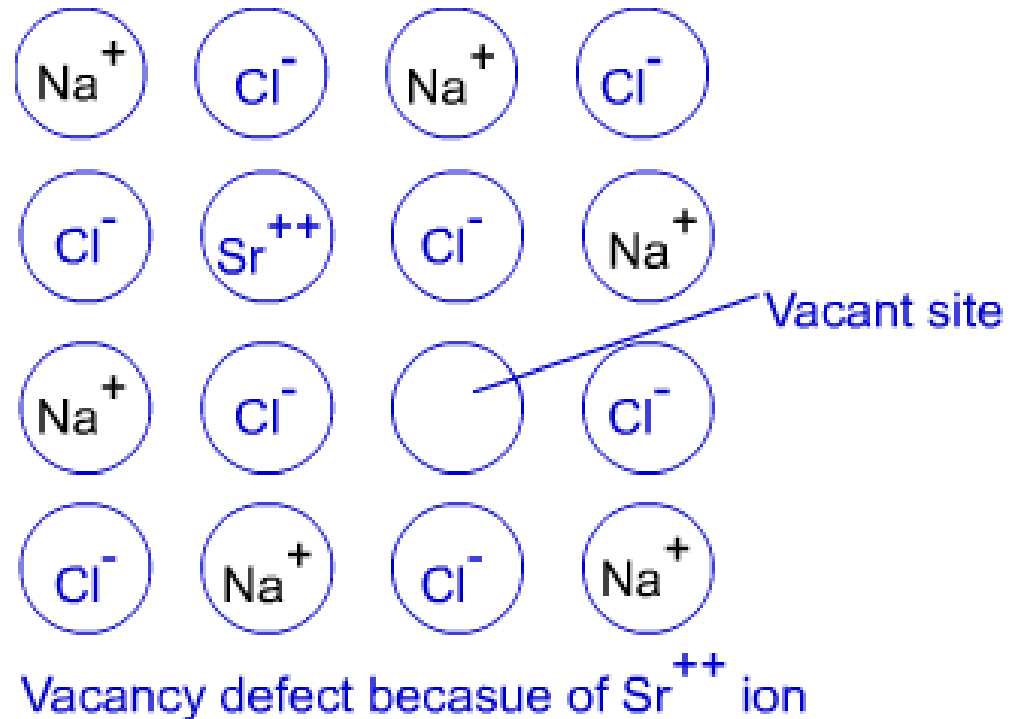 Na+ Cl- Na+ Cl-
Cl- Sr++ Cl- Na+
Vacant site
Na+ Cl- Cl-
Cl- Na+ Cl- Na+
Vacancy defect becasue of Sr++ ion